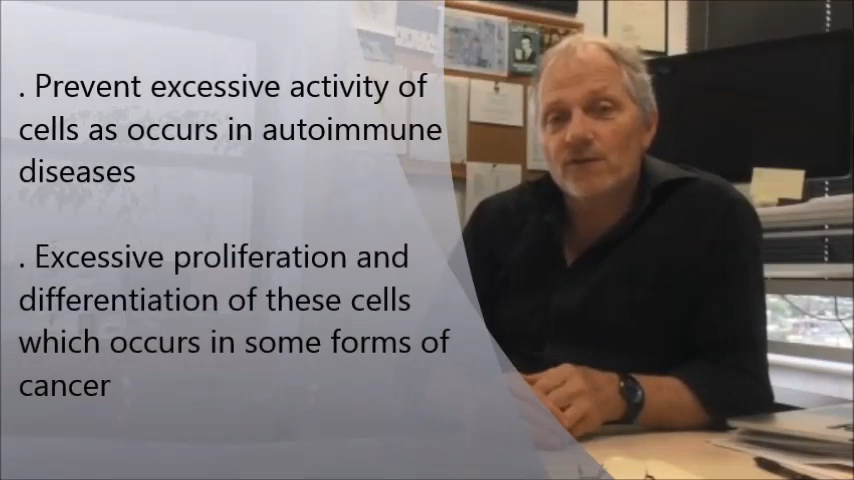 . Prevent excessive activity of
cells as occurs in autoimmune
diseases
. Excessive proliferation and
differentiation of these cells
which occurs in some forms of
cancer